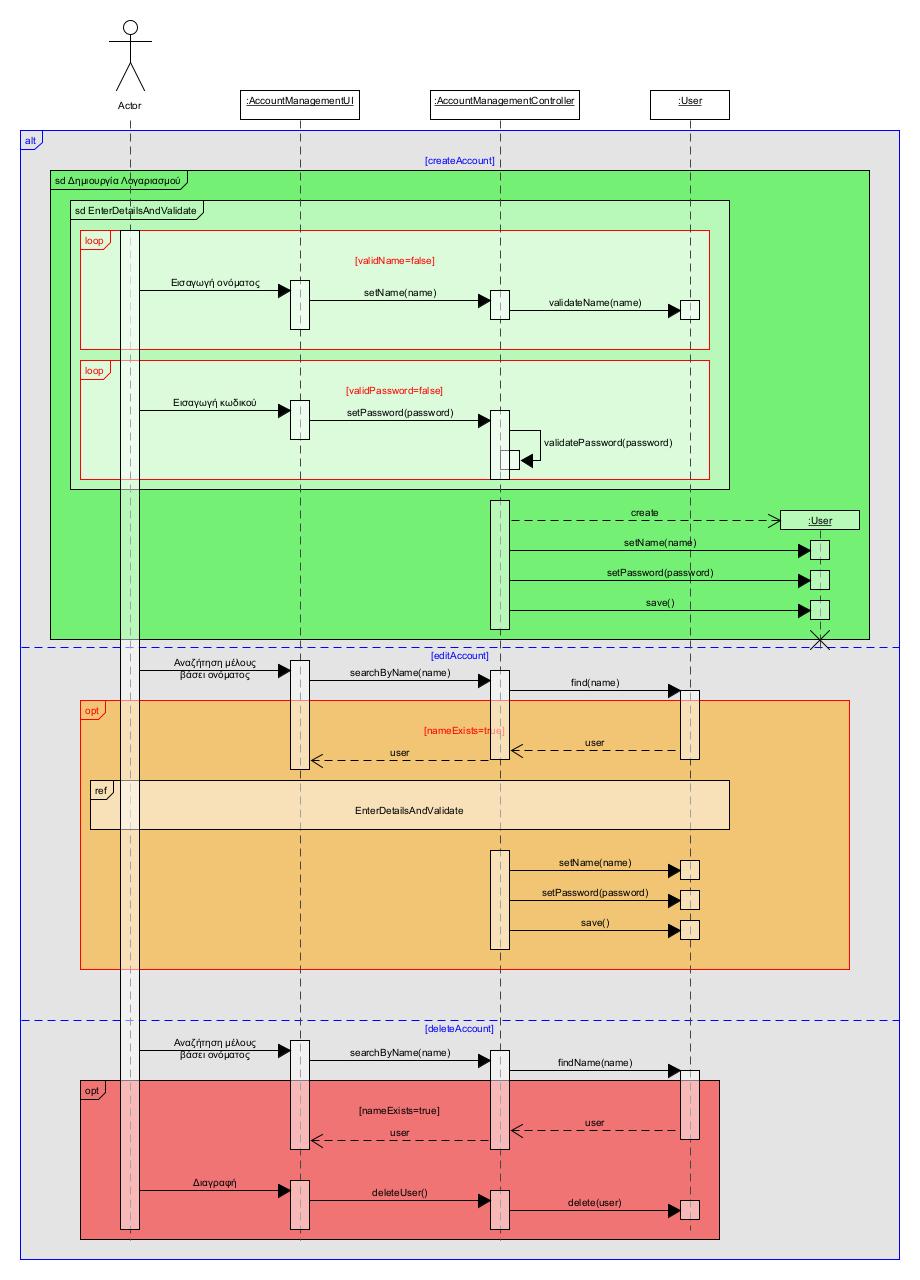 Actor
:AccountManagementUI
:AccountManagementController
:User
alt
[createAccount]
sd Δημιουργία Λογαριασμού
sd EnterDetailsAndValidate
loop
[validName=false]
Εισαγωγή ονόματος
setName(name)
validateName(name)
loop
[validPassword=false]
Εισαγωγή κωδικού
setPassword(password)
validatePassword(password)
create
:User
setName(name)
setPassword(password)
save()
[editAccount]
Αναζήτηση μέλους
βάσει ονόματος
searchByName(name)
find(name)
opt
[nameExists=true]
user
user
ref
EnterDetailsAndValidate
setName(name)
setPassword(password)
save()
[deleteAccount]
Αναζήτηση μέλους
βάσει ονόματος
searchByName(name)
findName(name)
opt
[nameExists=true]
user
user
Διαγραφή
deleteUser()
delete(user)